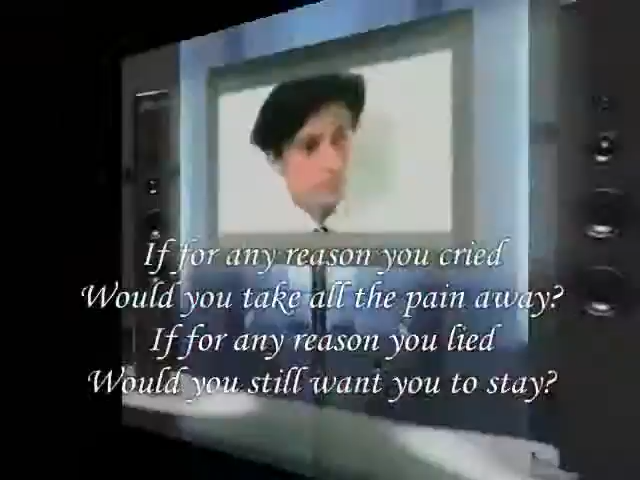 If for any reason you cried
Would you take all the pain away?
If for any reason you lied
Would you still want you to stay?